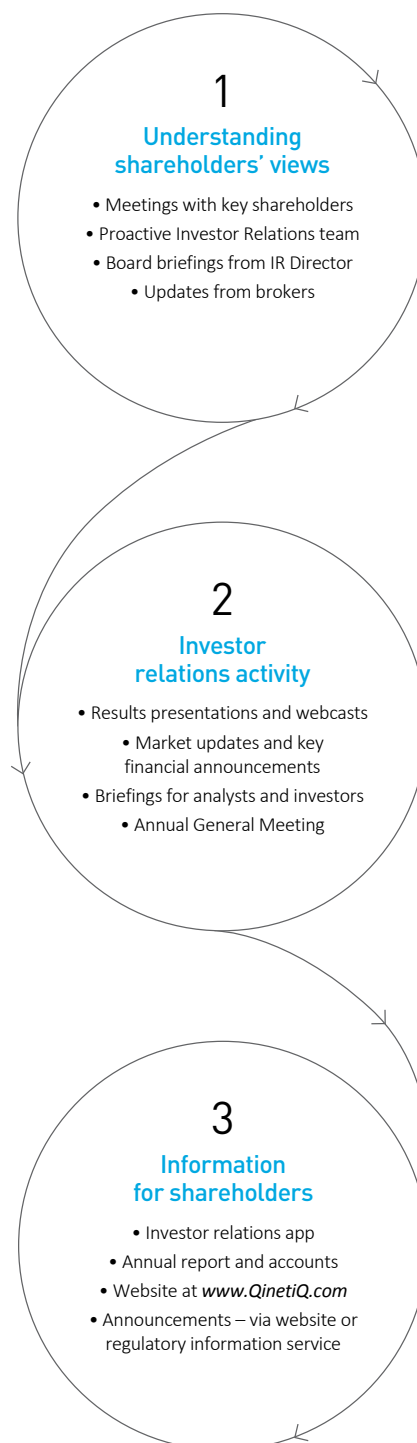 1
Understanding
shareholders' views
• Meetings with key shareholders
• Proactive Investor Relations team
• Board briefings from IR Director
• Updates from brokers
2
Investor
relations activity
• Results presentations and webcasts
• Market updates and key
financial announcements
• Briefings for analysts and investors
• Annual General Meeting
3
Information
for shareholders
• Investor relations app
• Annual report and accounts
• Website at www.QinetiQ.com
• Announcements – via website or
regulatory information service